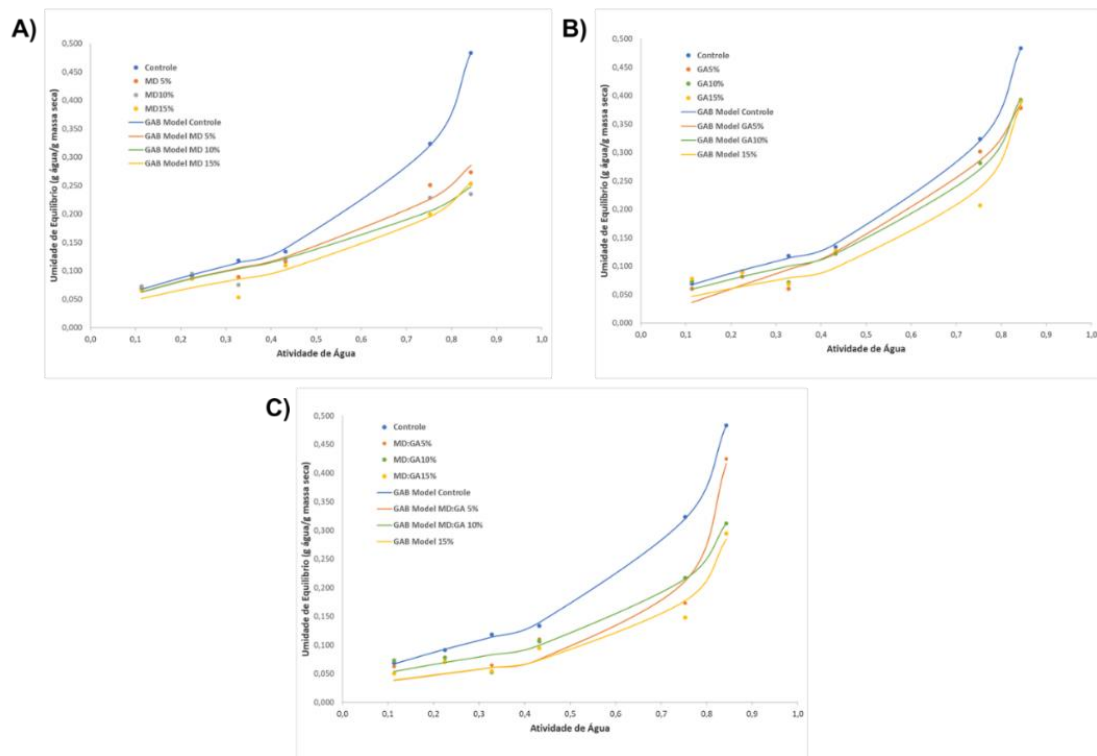 A)
Umidade de Equilíbrio (g água/g massa seca)
0,500
0,450
0,400
0,350
0,300
0,250
0,200
0,150
0,100
0,050
0,000
Controle
MD 5%
MD10%
MD15%
GAB Model Controle
GAB Model MD 5%
GAB Model MD 10%
GAB Model MD 15%
0,0 0,1 0,2 0,3 0,4 0,5 0,6 0,7 0,8 0,9 1,0
Atividade de Água
B)
Umidade de Equilíbrio (g água/g massa seca)
0,500
0,450
0,400
0,350
0,300
0,250
0,200
0,150
0,100
0,050
0,000
Controle
GA5%
GA10%
GA15%
GAB Model Controle
GAB Model GA5%
GAB Model GA10%
GAB Model 15%
0,0 0,1 0,2 0,3 0,4 0,5 0,6 0,7 0,8 0,9 1,0
Atividade de Água
C)
Umidade de Equilíbrio (g água/g massa seca)
0,500
0,450
0,400
0,350
0,300
0,250
0,200
0,150
0,100
0,050
0,000
Controle
MD:GA5%
MD:GA10%
MD:GA15%
GAB Model Controle
GAB Model MD:GA 5%
GAB Model MD:GA 10%
GAB Model 15%
0,0 0,1 0,2 0,3 0,4 0,5 0,6 0,7 0,8 0,9 1,0
Atividade de Água